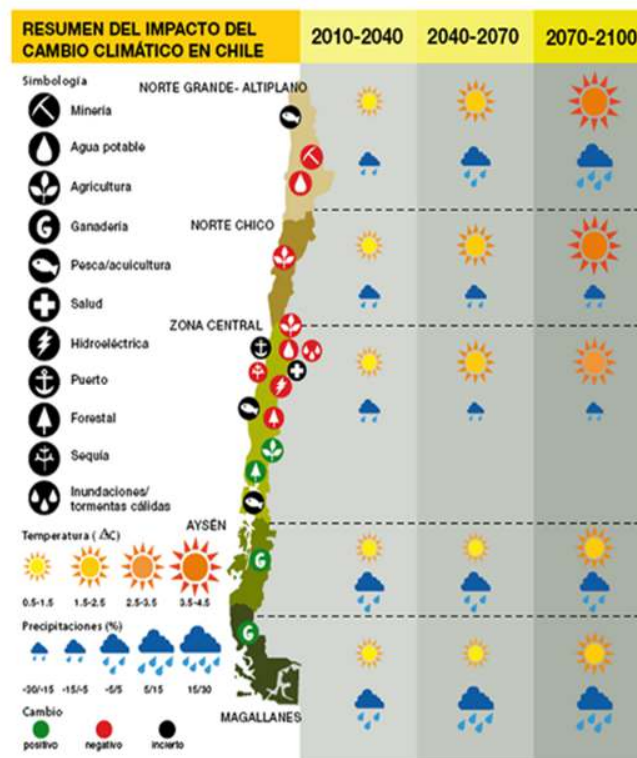 RESUMEN DEL IMPACTO DEL
CAMBIO CLIMÁTICO EN CHILE
2010-2040
2040-2070
2070-2100
Simbología
Minería
Agua potable
Agricultura
Ganadería
Pesca/acuicultura
Salud
Hidroeléctrica
Puerto
Forestal
Sequía
Inundaciones/
tormentas cálidas
NORTE GRANDE- ALTIPLANO
NORTE CHICO
ZONA CENTRAL
AYSÉN
MAGALLANES
Temperatura ( ΔC)
0.5-1.5
1.5-2.5
2.5-3.5
3.5-4.5
Precipitaciones (%)
-30/-15
-15/-5
-5/5
5/15
15/30
Cambio
positivo
negativo
incierto